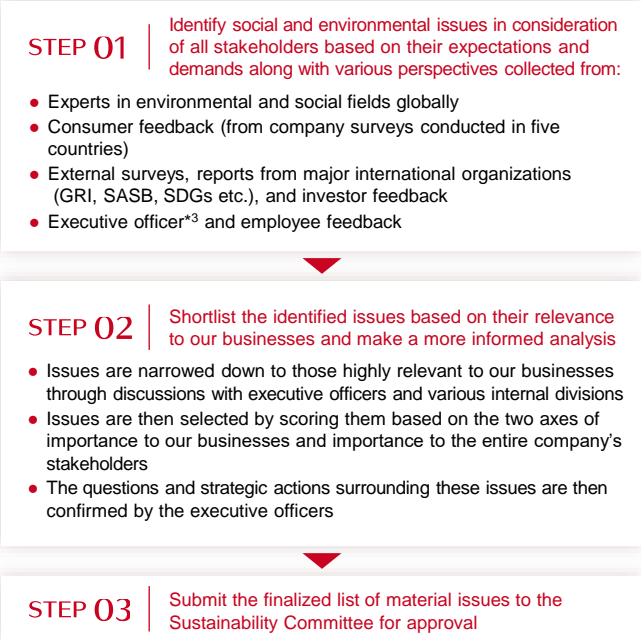 STEP 01
Identify social and environmental issues in consideration
of all stakeholders based on their expectations and
demands along with various perspectives collected from:
● Experts in environmental and social fields globally
● Consumer feedback (from company surveys conducted in five
countries)
● External surveys, reports from major international organizations
(GRI, SASB, SDGs etc.), and investor feedback
● Executive officer*3 and employee feedback
STEP 02
Shortlist the identified issues based on their relevance
to our businesses and make a more informed analysis
● Issues are narrowed down to those highly relevant to our businesses
through discussions with executive officers and various internal divisions
● Issues are then selected by scoring them based on the two axes of
importance to our businesses and importance to the entire company's
stakeholders
● The questions and strategic actions surrounding these issues are then
confirmed by the executive officers
STEP 03
Submit the finalized list of material issues to the
Sustainability Committee for approval